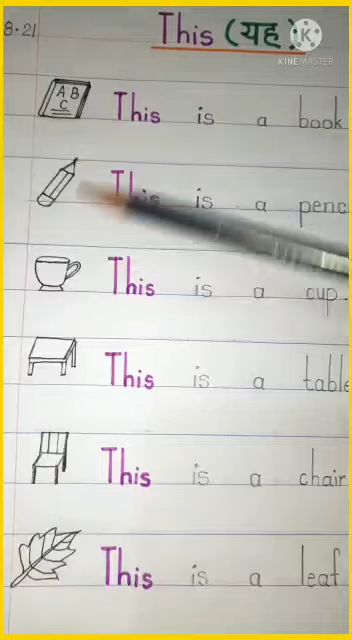 8.21
This (यह)
KINEMASTER
This is a book
This is a
This is a cup.
This is a table
This is a chair
This is a leaf
A B C